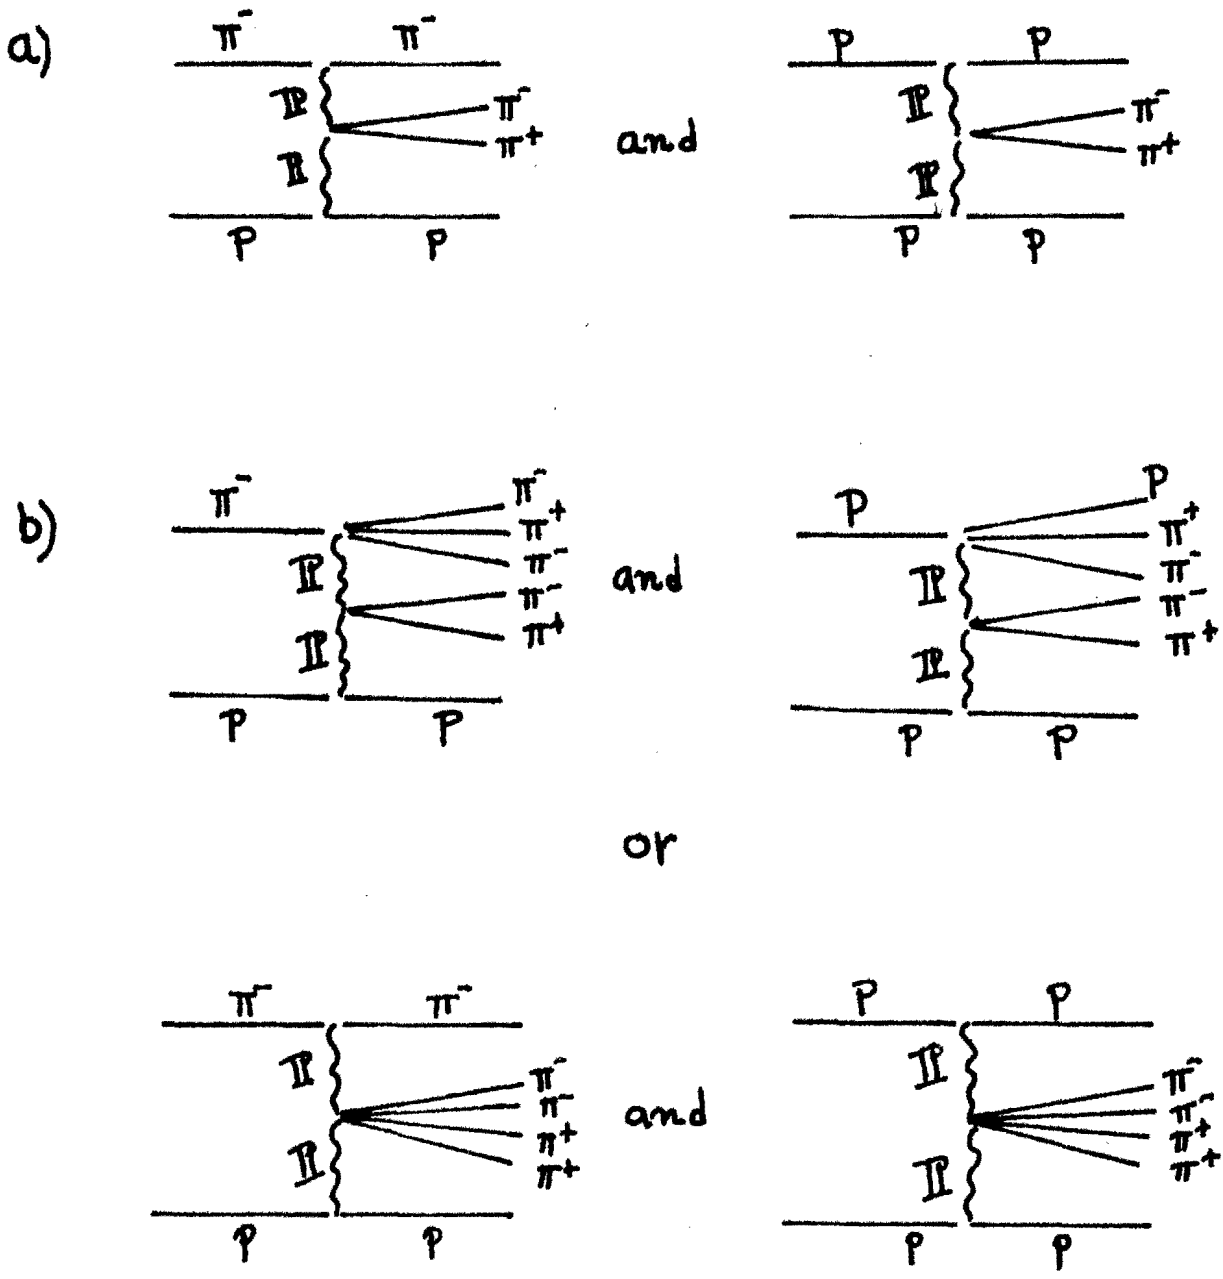 a) π⁻ π⁻ p p
ℙ π⁻ ℙ π⁻
π⁺ and π⁺
ℙ ℙ
p p p p
b) π⁻ π⁻ p p
π⁺ π⁺
ℙ π⁻ and ℙ π⁻
π⁻ π⁻
ℙ π⁺ ℙ π⁺
p p p p
or
π⁻ π⁻ p p
ℙ π⁻ ℙ π⁻
π⁻ and π⁻
ℙ π⁺ ℙ π⁺
π⁺ π⁺
p p p p